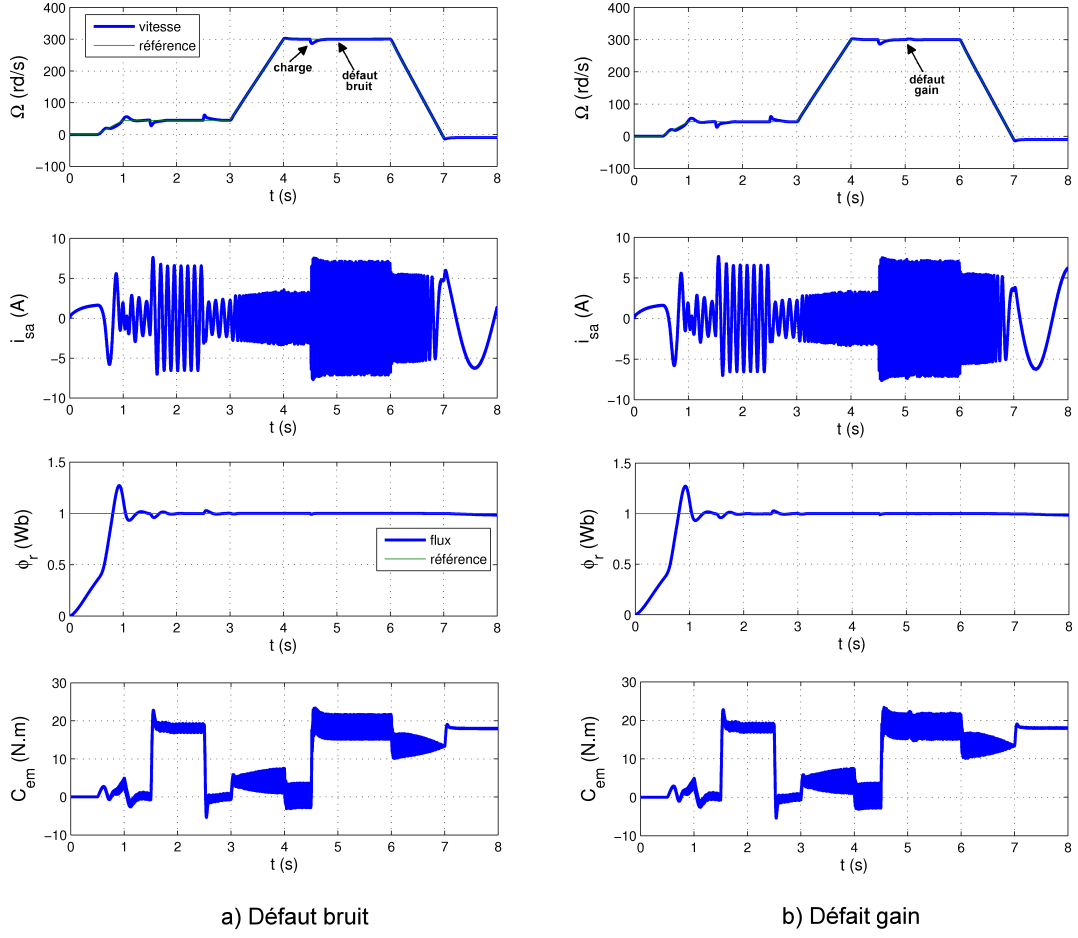 400
300
200
100
0
−100
Ω (rd/s)
vitesse
référence
charge
défaut
bruit
0 1 2 3 4 5 6 7 8
t (s)
400
300
200
100
0
−100
Ω (rd/s)
défaut
gain
0 1 2 3 4 5 6 7 8
t (s)
10
5
0
−5
−10
i_sa (A)
0 1 2 3 4 5 6 7 8
t (s)
10
5
0
−5
−10
i_sa (A)
0 1 2 3 4 5 6 7 8
t (s)
1.5
1
0.5
0
ϕ_r (Wb)
flux
référence
0 1 2 3 4 5 6 7 8
t (s)
1.5
1
0.5
0
ϕ_r (Wb)
0 1 2 3 4 5 6 7 8
t (s)
30
20
10
0
−10
C_em (N.m)
0 1 2 3 4 5 6 7 8
t (s)
30
20
10
0
−10
C_em (N.m)
0 1 2 3 4 5 6 7 8
t (s)
a) Défaut bruit
b) Défait gain